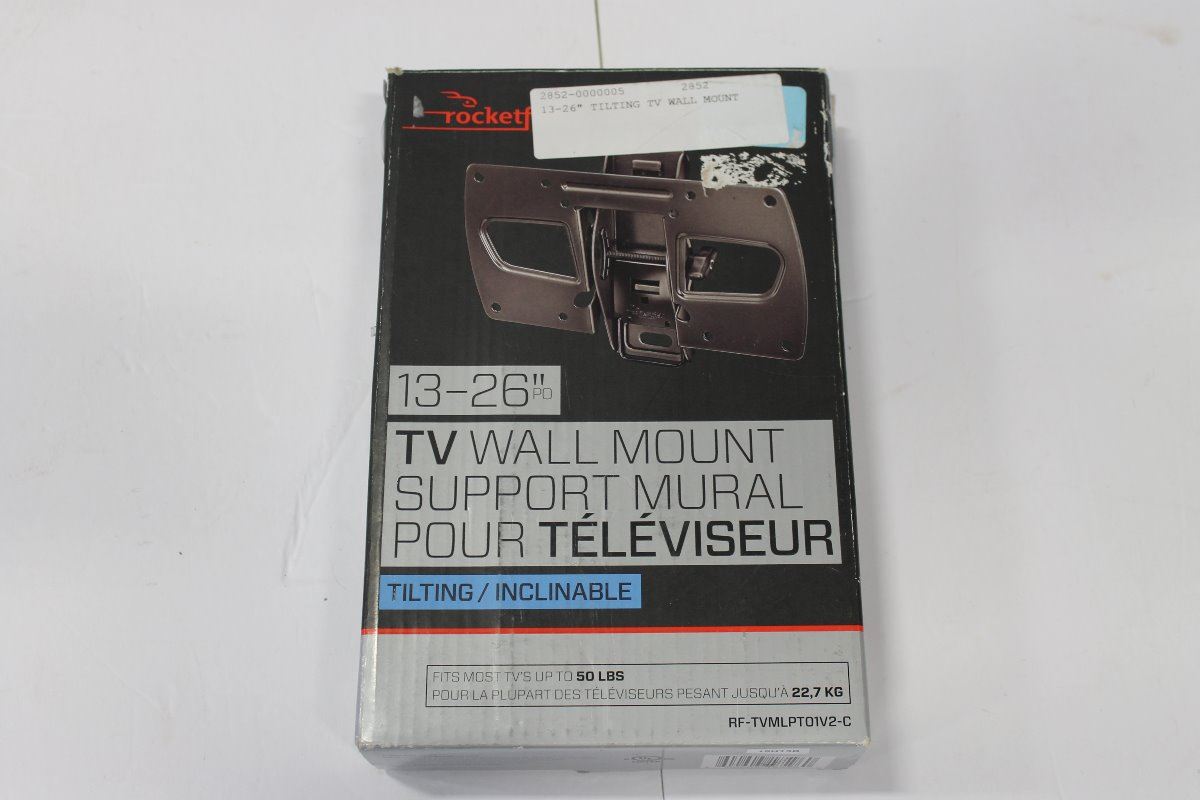 2852-0000005 2852
13-26" TILTING TV WALL MOUNT
13-26" PO
TV WALL MOUNT
SUPPORT MURAL
POUR TÉLÉVISEUR
TILTING / INCLINABLE
FITS MOST TV'S UP TO 50 LBS
POUR LA PLUPART DES TÉLÉVISEURS PESANT JUSQU'À 22,7 KG
RF-TVMLPT01V2-C